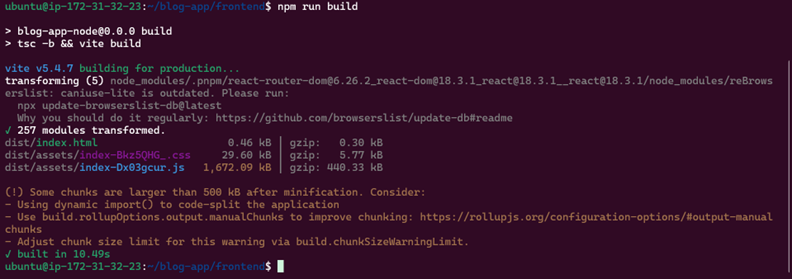 ubuntu@ip-172-31-32-23:~/blog-app/frontend$ npm run build
> blog-app-node@0.0.0 build
> tsc -b && vite build
vite v5.4.7 building for production...
transforming (5) node_modules/.pnpm/react-router-dom@6.26.2_react-dom@18.3.1_react@18.3.1__react@18.3.1/node_modules/reBrows
erslist: caniuse-lite is outdated. Please run:
  npx update-browserslist-db@latest
  Why you should do it regularly: https://github.com/browserslist/update-db#readme
✓ 257 modules transformed.
dist/index.html                     0.46 kB │ gzip:   0.30 kB
dist/assets/index-Bkz5QHG_.css     29.60 kB │ gzip:   5.77 kB
dist/assets/index-Dx03gcur.js   1,672.09 kB │ gzip: 440.33 kB
(!) Some chunks are larger than 500 kB after minification. Consider:
- Using dynamic import() to code-split the application
- Use build.rollupOptions.output.manualChunks to improve chunking: https://rollupjs.org/configuration-options/#output-manual
chunks
- Adjust chunk size limit for this warning via build.chunkSizeWarningLimit.
✓ built in 10.49s
ubuntu@ip-172-31-32-23:~/blog-app/frontend$